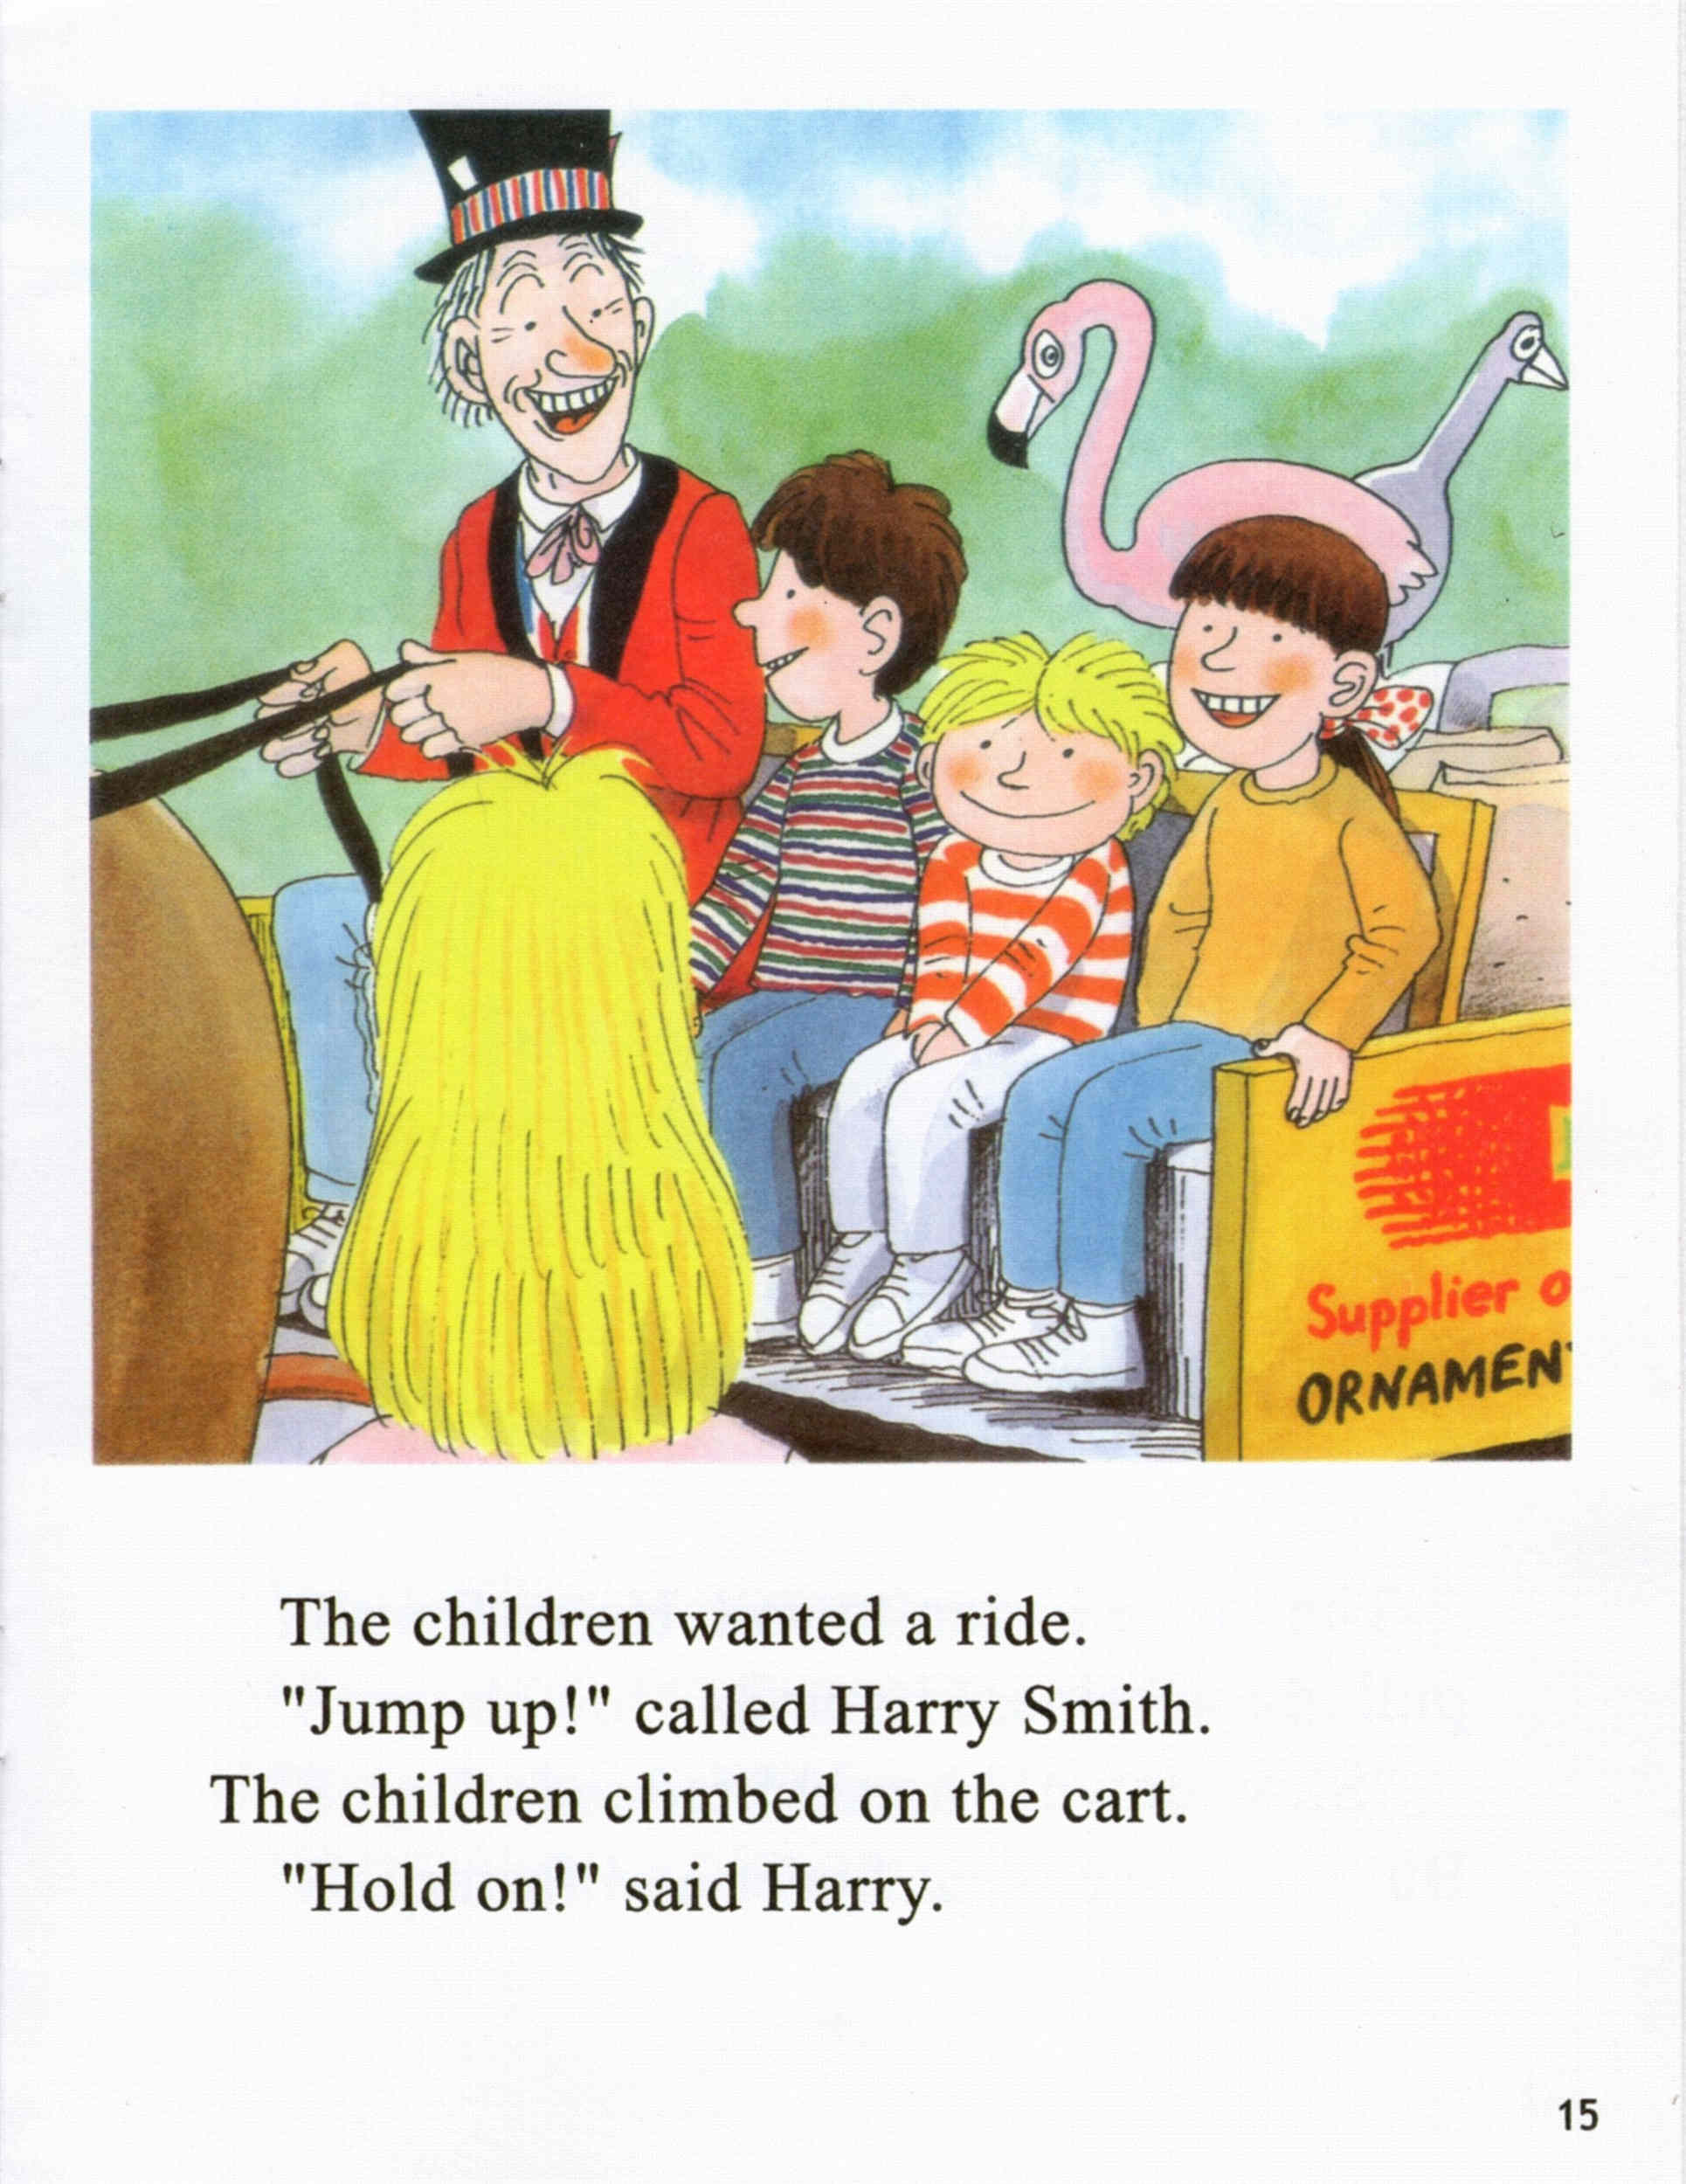 Supplier o
ORNAMEN
The children wanted a ride.
"Jump up!" called Harry Smith.
The children climbed on the cart.
"Hold on!" said Harry.
15